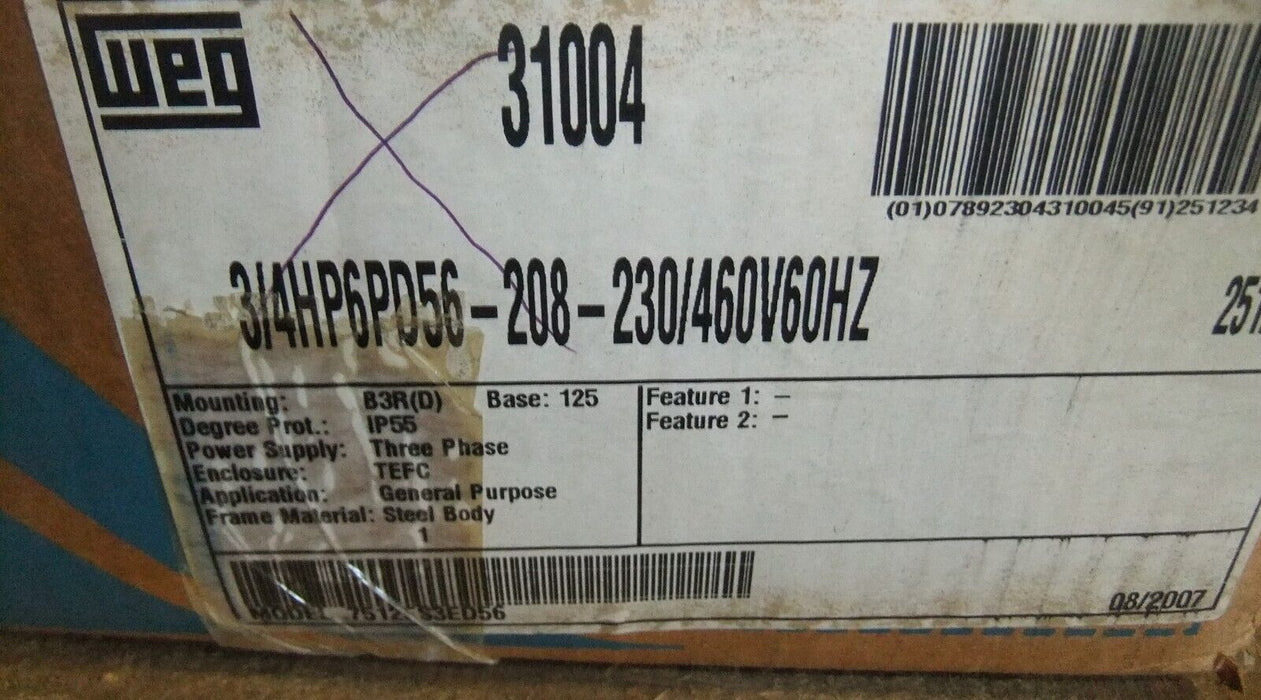 weg
31004
(01)07892304310045(91)251234
3/4HP6PD56-208-230/460V60HZ
251
Mounting: B3R(D) Base: 125
Degree Prot.: IP55
Power Supply: Three Phase
Enclosure: TEFC
Application: General Purpose
Frame Material: Steel Body
1
Feature 1: -
Feature 2: -
MODEL
08/2007